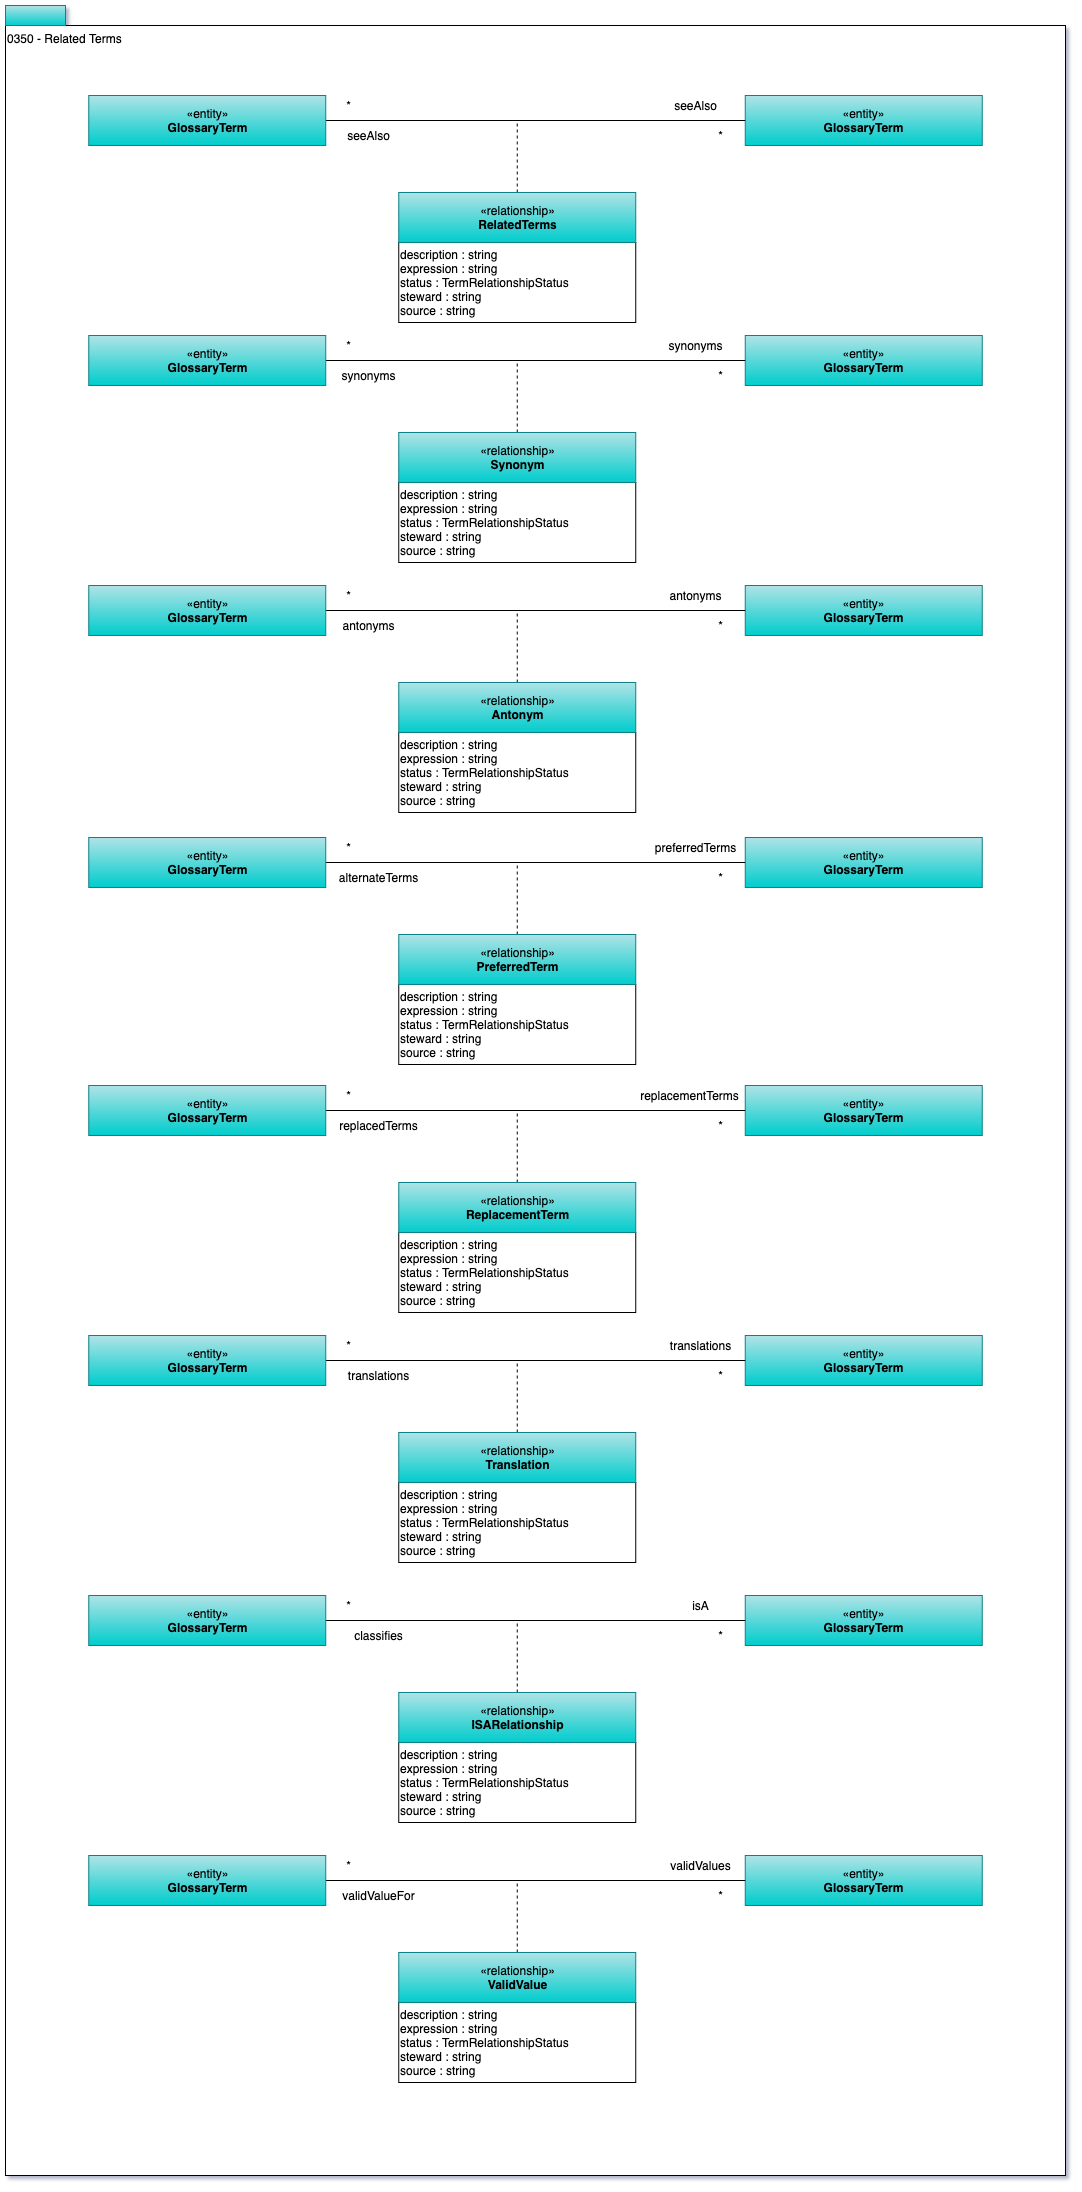 0350 - Related Terms
«entity»
GlossaryTerm
*
seeAlso
seeAlso
*
«entity»
GlossaryTerm
«relationship»
RelatedTerms
description : string
expression : string
status : TermRelationshipStatus
steward : string
source : string
«entity»
GlossaryTerm
*
synonyms
synonyms
*
«entity»
GlossaryTerm
«relationship»
Synonym
description : string
expression : string
status : TermRelationshipStatus
steward : string
source : string
«entity»
GlossaryTerm
*
antonyms
antonyms
*
«entity»
GlossaryTerm
«relationship»
Antonym
description : string
expression : string
status : TermRelationshipStatus
steward : string
source : string
«entity»
GlossaryTerm
*
alternateTerms
preferredTerms
*
«entity»
GlossaryTerm
«relationship»
PreferredTerm
description : string
expression : string
status : TermRelationshipStatus
steward : string
source : string
«entity»
GlossaryTerm
*
replacedTerms
replacementTerms
*
«entity»
GlossaryTerm
«relationship»
ReplacementTerm
description : string
expression : string
status : TermRelationshipStatus
steward : string
source : string
«entity»
GlossaryTerm
*
translations
translations
*
«entity»
GlossaryTerm
«relationship»
Translation
description : string
expression : string
status : TermRelationshipStatus
steward : string
source : string
«entity»
GlossaryTerm
*
classifies
isA
*
«entity»
GlossaryTerm
«relationship»
ISARelationship
description : string
expression : string
status : TermRelationshipStatus
steward : string
source : string
«entity»
GlossaryTerm
*
validValueFor
validValues
*
«entity»
GlossaryTerm
«relationship»
ValidValue
description : string
expression : string
status : TermRelationshipStatus
steward : string
source : string